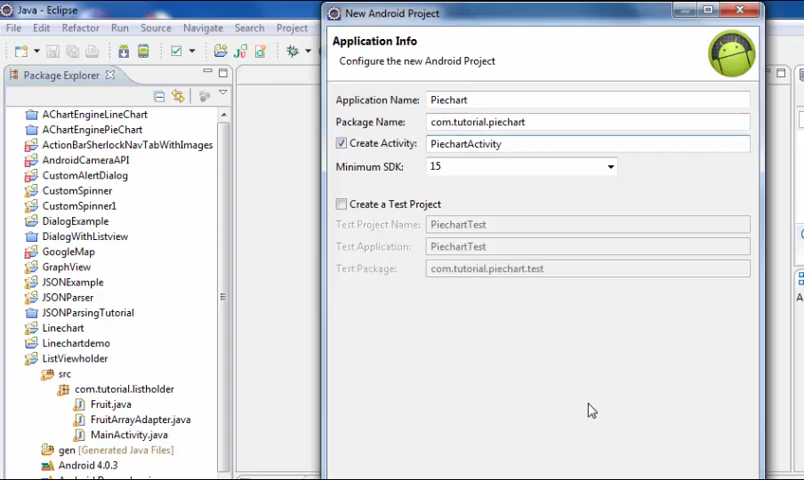 Java - Eclipse
File Edit Refactor Run Source Navigate Search Project
Package Explorer
AChartEngineLineChart
AChartEnginePieChart
ActionBarSherlockNavTabWithImages
AndroidCameraAPI
CustomAlertDialog
CustomSpinner
CustomSpinner1
DialogExample
DialogWithListview
GoogleMap
GraphView
JSONExample
JSONParser
JSONParsingTutorial
Linechart
Linechartdemo
ListViewholder
src
com.tutorial.listholder
Fruit.java
FruitArrayAdapter.java
MainActivity.java
gen [Generated Java Files]
Android 4.0.3
New Android Project
Application Info
Configure the new Android Project
Application Name: Piechart
Package Name: com.tutorial.piechart
Create Activity: PiechartActivity
Minimum SDK: 15
Create a Test Project
Test Project Name: PiechartTest
Test Application: PiechartTest
Test Package: com.tutorial.piechart.test